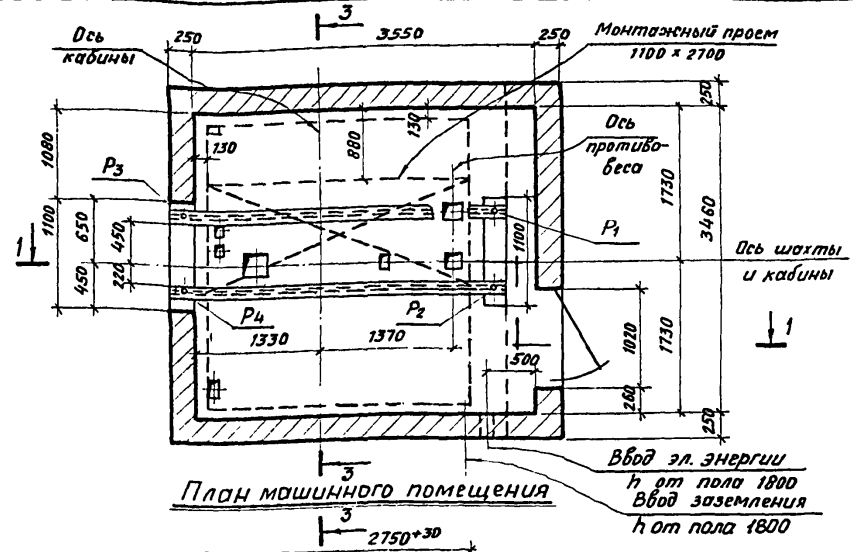 3
250
3550
250
Ось
кабины
Монтажный проем
1100 × 2700
250
1080
130
880
130
Ось
противо-
веса
P3
1730
3460
1100
650
450
1100
P1
1
450
220
Ось шахты
и кабины
P4
P2
1
1330
1370
1020
1730
500
260
250
Ввод эл. энергии
h от пола 1800
3
План машинного помещения
Ввод заземления
h от пола 1800
3
2750+30